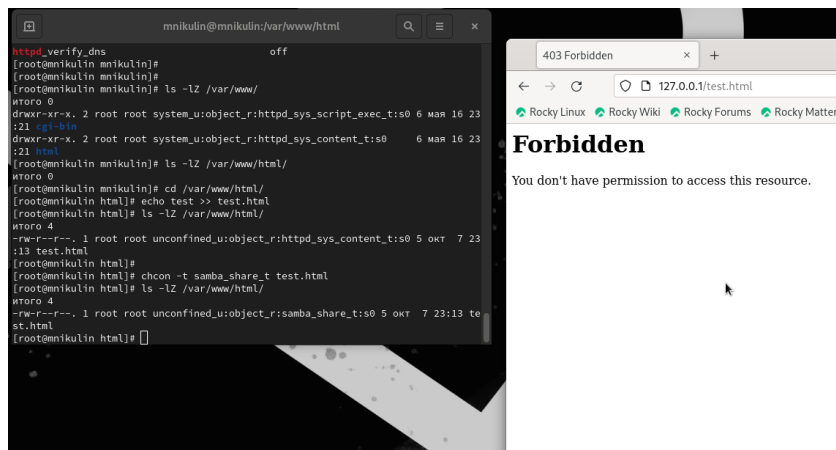 mnikulin@mnikulin:/var/www/html
httpd_verify_dns off
[root@mnikulin mnikulin]#
[root@mnikulin mnikulin]#
[root@mnikulin mnikulin]# ls -lZ /var/www/
итого 0
drwxr-xr-x. 2 root root system_u:object_r:httpd_sys_script_exec_t:s0 6 мая 16 23
:21 cgi-bin
drwxr-xr-x. 2 root root system_u:object_r:httpd_sys_content_t:s0 6 мая 16 23
:21 html
[root@mnikulin mnikulin]# ls -lZ /var/www/html/
итого 0
[root@mnikulin mnikulin]# cd /var/www/html/
[root@mnikulin html]# echo test >> test.html
[root@mnikulin html]# ls -lZ /var/www/html/
итого 4
-rw-r--r--. 1 root root unconfined_u:object_r:httpd_sys_content_t:s0 5 окт 7 23
:13 test.html
[root@mnikulin html]#
[root@mnikulin html]# chcon -t samba_share_t test.html
[root@mnikulin html]# ls -lZ /var/www/html/
итого 4
-rw-r--r--. 1 root root unconfined_u:object_r:samba_share_t:s0 5 окт 7 23:13 te
st.html
[root@mnikulin html]#
403 Forbidden
127.0.0.1/test.html
Rocky Linux Rocky Wiki Rocky Forums Rocky Matter
Forbidden
You don't have permission to access this resource.